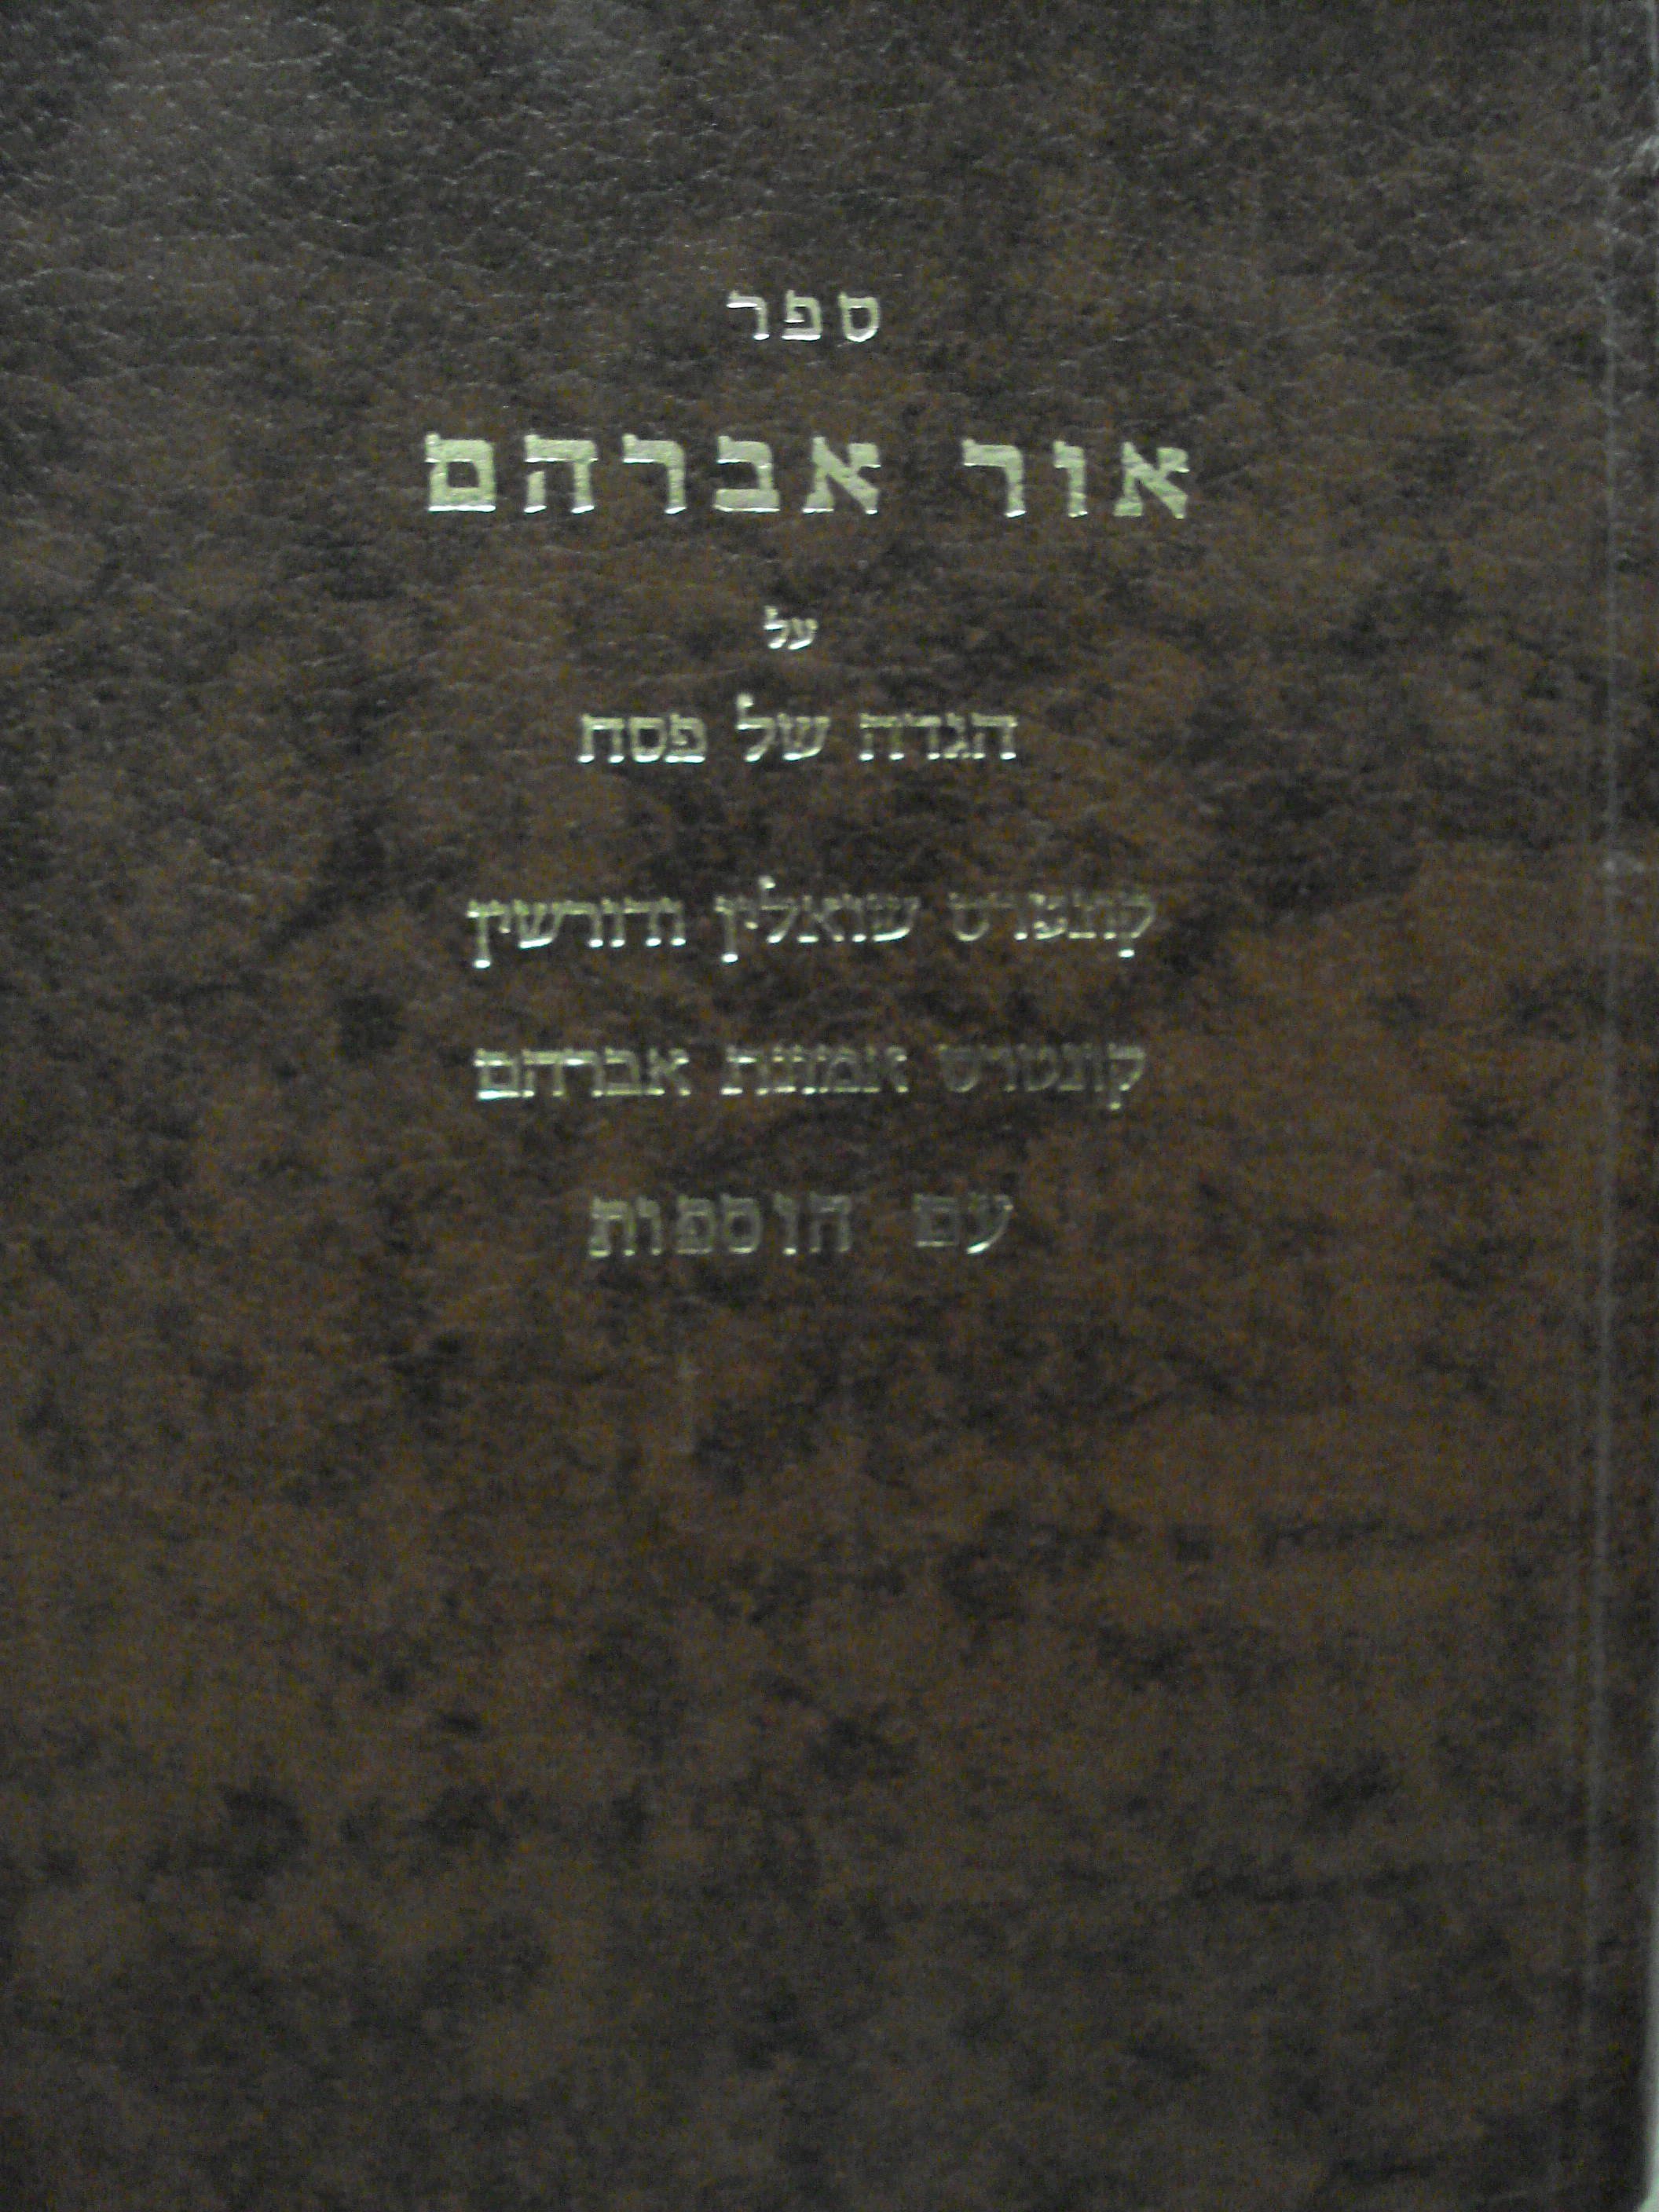 ספר
אור אברהם
על
הגדה של פסח
קונטרס שואלין ודורשין
קונטרס אמונת אברהם
עם הוספות